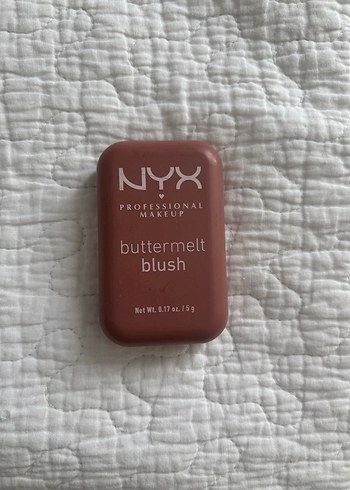 NYX
PROFESSIONAL
MAKEUP
buttermelt
blush
Net Wt. 0.17 oz. / 5 g